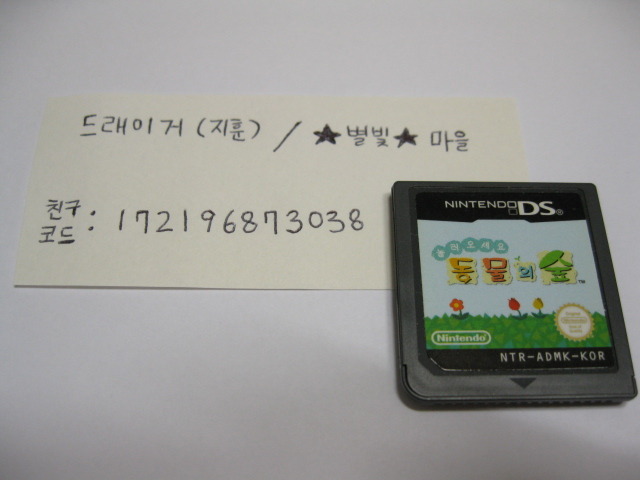 드래이거 (지훈) / ★별빛★ 마을
친구
코드 : 172196873038
NINTENDO DS
놀러오세요
동물의 숲 TM
Nintendo
NTR-ADMK-KOR